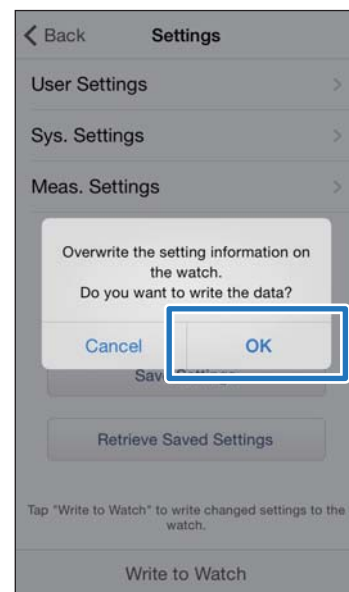 Back
Settings
User Settings
Sys. Settings
Meas. Settings
Overwrite the setting information on
the watch.
Do you want to write the data?
Cancel
OK
Save Settings
Retrieve Saved Settings
Tap "Write to Watch" to write changed settings to the
watch.
Write to Watch